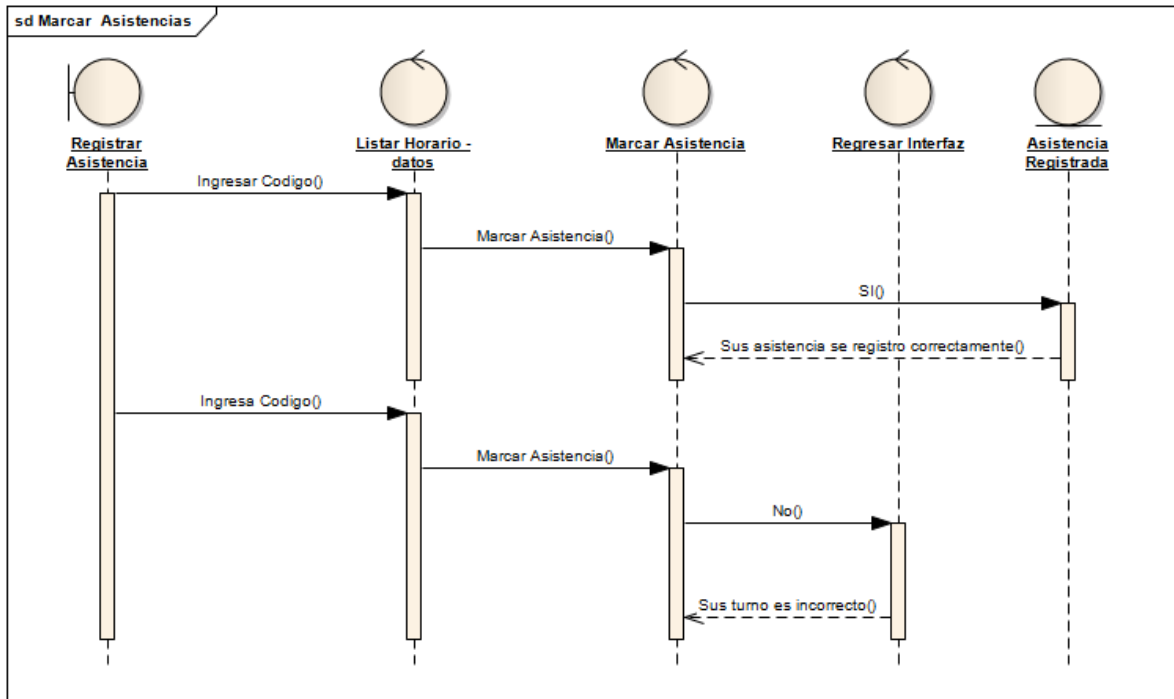 sd Marcar Asistencias
Registrar
Asistencia
Listar Horario -
datos
Marcar Asistencia
Regresar Interfaz
Asistencia
Registrada
Ingresar Codigo()
Marcar Asistencia()
SI()
Sus asistencia se registro correctamente()
Ingresa Codigo()
Marcar Asistencia()
No()
Sus turno es incorrecto()